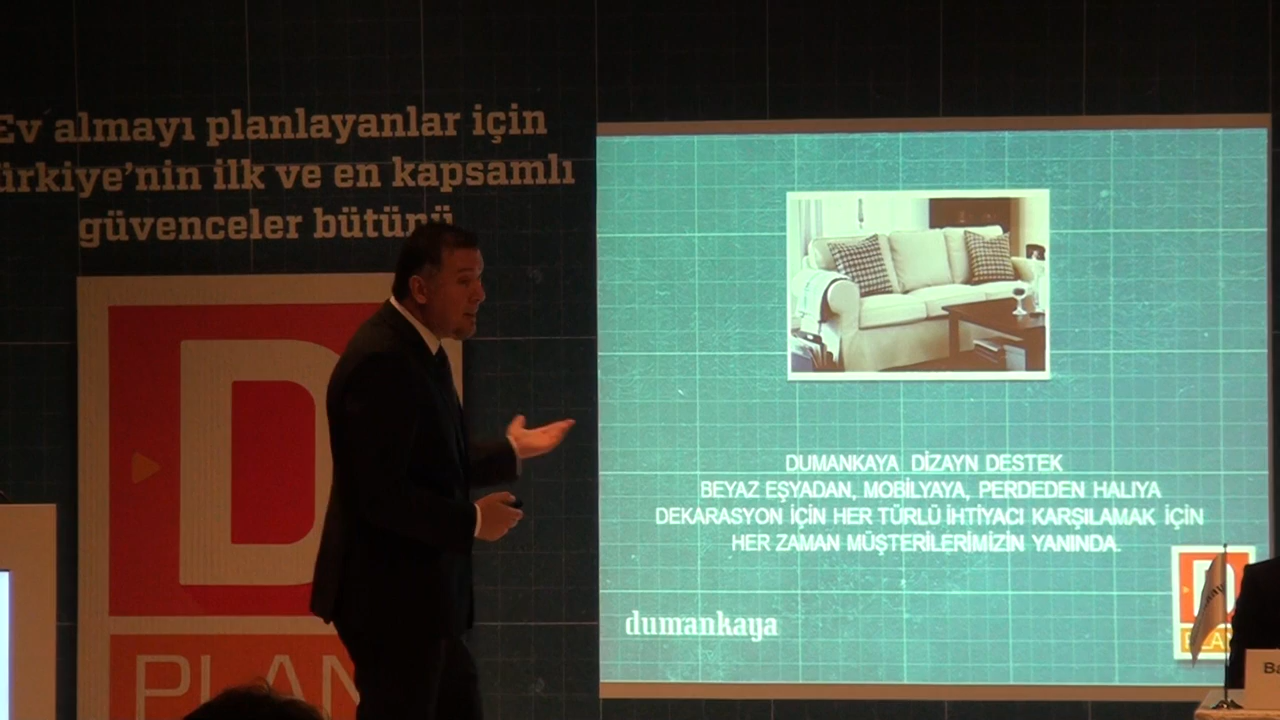 Ev almayı planlayanlar için
ürkiye'nin ilk ve en kapsamlı
güvenceler bütünü
D
PLAN
DUMANKAYA DİZAYN DESTEK
BEYAZ EŞYADAN, MOBİLYAYA, PERDEDEN HALIYA
DEKARASYON İÇİN HER TÜRLÜ İHTİYACI KARŞILAMAK İÇİN
HER ZAMAN MÜŞTERİLERİMİZİN YANINDA.
dumankaya
D
PLAN
Ba